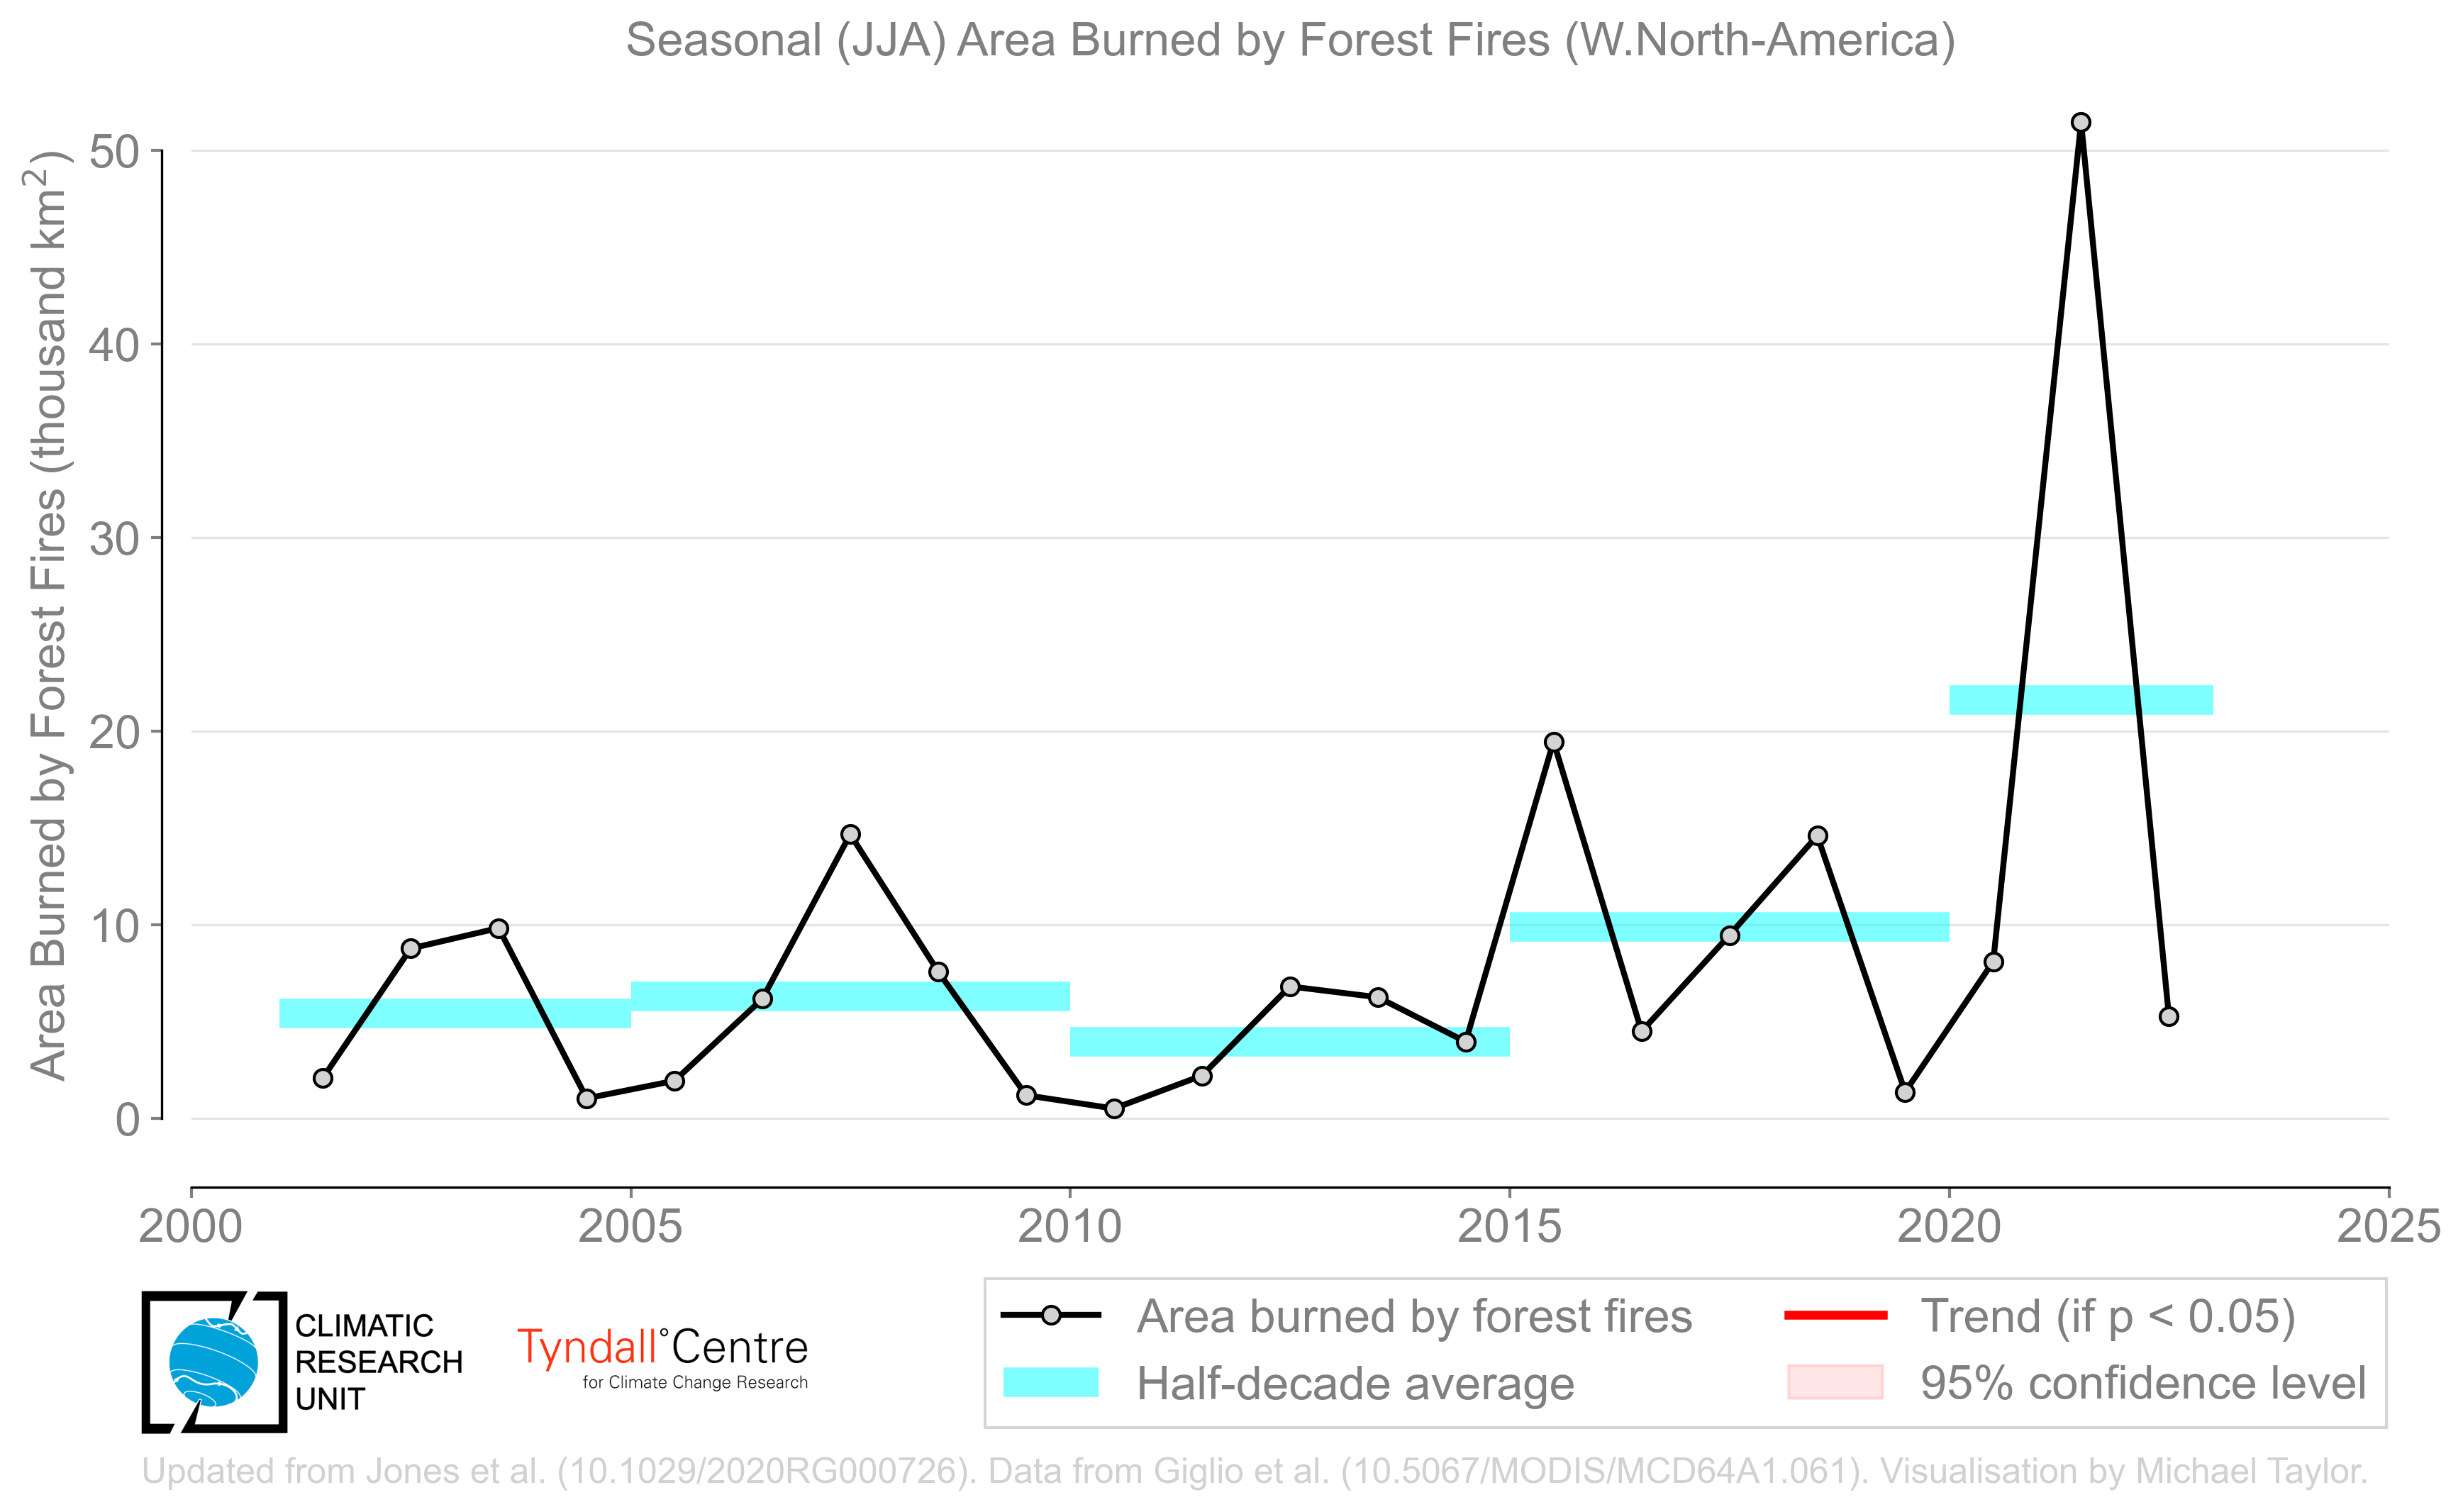 Seasonal (JJA) Area Burned by Forest Fires (W.North-America)
Area Burned by Forest Fires (thousand km²)
50
40
30
20
10
0
2000 2005 2010 2015 2020 2025
CLIMATIC
RESEARCH
UNIT
Tyndall°Centre
for Climate Change Research
Area burned by forest fires
Half-decade average
Trend (if p < 0.05)
95% confidence level
Updated from Jones et al. (10.1029/2020RG000726). Data from Giglio et al. (10.5067/MODIS/MCD64A1.061). Visualisation by Michael Taylor.